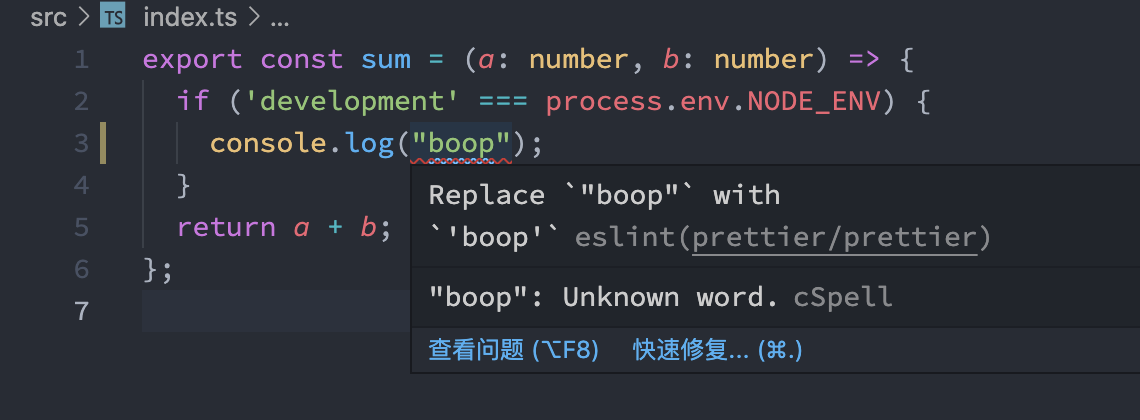 src > TS index.ts > ...
1 export const sum = (a: number, b: number) => {
2 if ('development' === process.env.NODE_ENV) {
3 console.log("boop");
4 }
5 return a + b;
6 };
7
Replace `"boop"` with
`'boop'` eslint(prettier/prettier)
"boop": Unknown word. cSpell
查看问题 (⌥F8) 快速修复... (⌘.)